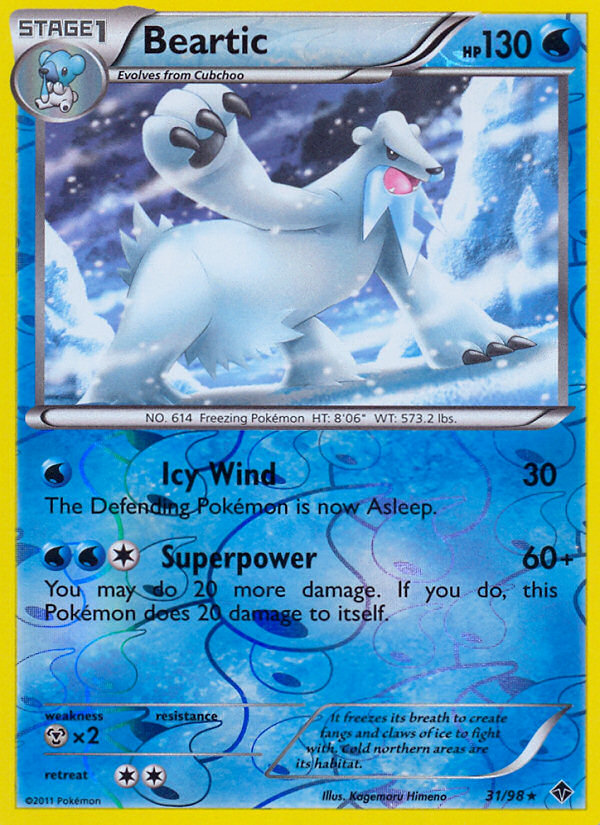 STAGE1
Beartic
HP130
Evolves from Cubchoo
NO. 614 Freezing Pokémon HT: 8'06" WT: 573.2 lbs.
Icy Wind 30
The Defending Pokémon is now Asleep.
Superpower 60+
You may do 20 more damage. If you do, this
Pokémon does 20 damage to itself.
weakness resistance
×2
It freezes its breath to create
fangs and claws of ice to fight
with. Cold northern areas are
its habitat.
retreat
©2011 Pokémon
Illus. Kagemaru Himeno 31/98★